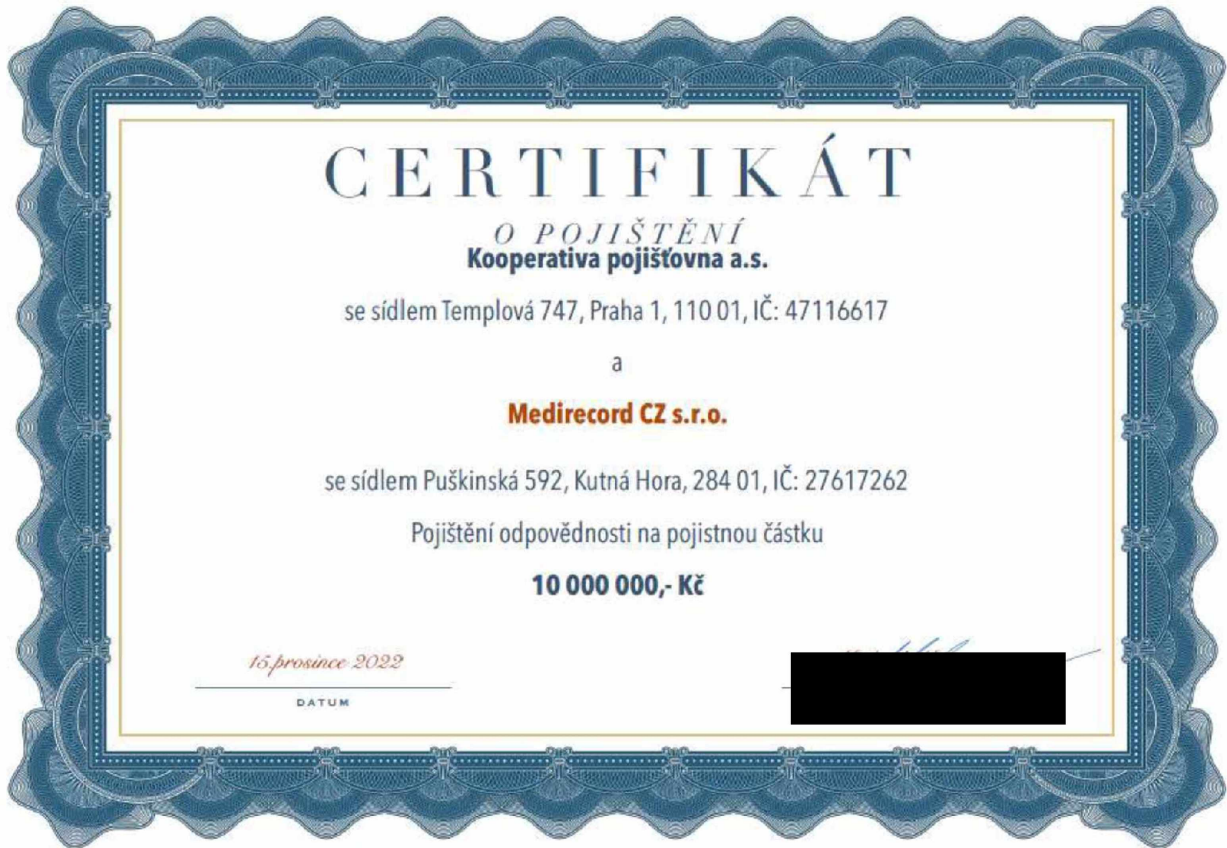 CERTIFIKÁT
O POJIŠTĚNÍ
Kooperativa pojišťovna a.s.
se sídlem Templová 747, Praha 1, 110 01, IČ: 47116617
a
Medirecord CZ s.r.o.
se sídlem Puškinská 592, Kutná Hora, 284 01, IČ: 27617262
Pojištění odpovědnosti na pojistnou částku
10 000 000,- Kč
15.prosince 2022
DATUM